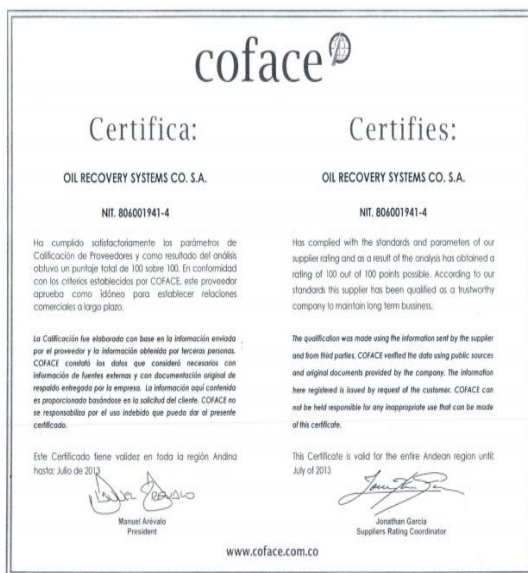 coface
Certifica:
OIL RECOVERY SYSTEMS CO. S.A.
NIT. 806001941-4
Ha cumplido satisfactoriamente los parámetros de
Calificación de Proveedores y como resultado del análisis
obtuvo un puntaje total de 100 sobre 100. En conformidad
con los criterios establecidos por COFACE, este proveedor
aprueba como idóneo para establecer relaciones
comerciales a largo plazo.
La Calificación fue elaborada con base en la información enviada
por el proveedor y la información obtenida por terceras personas.
COFACE constató los datos que consideró necesarios con
información de fuentes externas y con documentación original de
respaldo entregada por la empresa. La información aquí contenida
es proporcionada basándose en la solicitud del cliente. COFACE no
se responsabiliza por el uso indebido que pueda dar al presente
certificado.
Este Certificado tiene validez en toda la región Andina
hasta: Julio de 2013
Manuel Arévalo
President
Certifies:
OIL RECOVERY SYSTEMS CO. S.A.
NIT. 806001941-4
Has complied with the standards and parameters of our
supplier rating and as a result of the analysis has obtained a
rating of 100 out of 100 points possible. According to our
standards this supplier has been qualified as a trustworthy
company to maintain long term bussiness.
The qualification was made using the information sent by the supplier
and from third parties. COFACE verified the data using public sources
and original documents provided by the company. The information
here registered is issued by request of the customer. COFACE can
not be held responsible for any inappropriate use that can be made
of this certificate.
This Certificate is valid for the entire Andean region until:
July of 2013
Jonathan García
Suppliers Rating Coordinator
www.coface.com.co